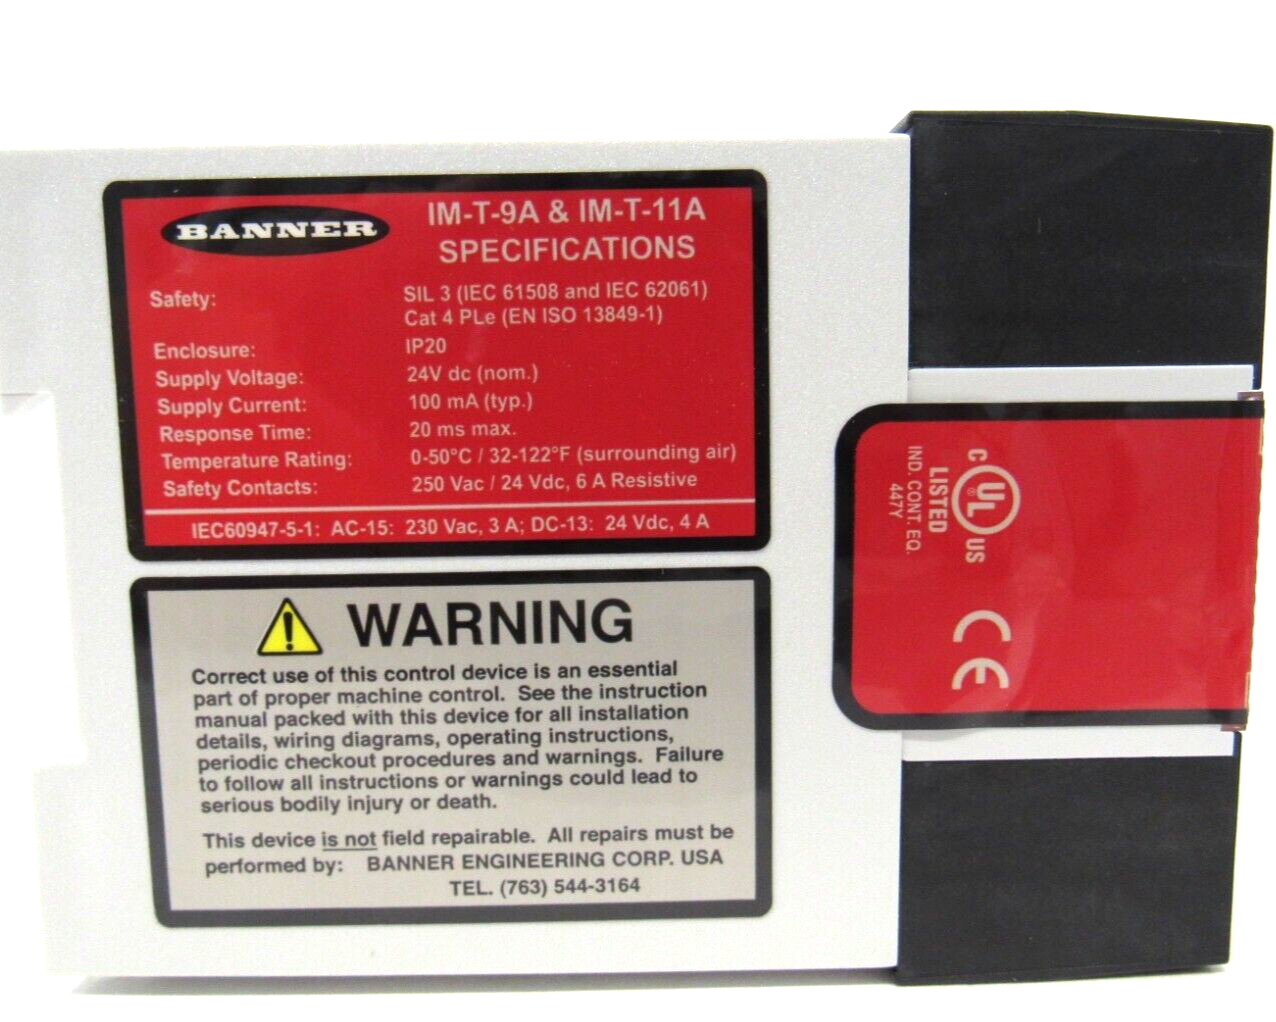 BANNER
IM-T-9A & IM-T-11A
SPECIFICATIONS
Safety: SIL 3 (IEC 61508 and IEC 62061)
Cat 4 PLe (EN ISO 13849-1)
Enclosure: IP20
Supply Voltage: 24V dc (nom.)
Supply Current: 100 mA (typ.)
Response Time: 20 ms max.
Temperature Rating: 0-50°C / 32-122°F (surrounding air)
Safety Contacts: 250 Vac / 24 Vdc, 6 A Resistive
IEC60947-5-1: AC-15: 230 Vac, 3 A; DC-13: 24 Vdc, 4 A
WARNING
Correct use of this control device is an essential
part of proper machine control. See the instruction
manual packed with this device for all installation
details, wiring diagrams, operating instructions,
periodic checkout procedures and warnings. Failure
to follow all instructions or warnings could lead to
serious bodily injury or death.
This device is not field repairable. All repairs must be
performed by: BANNER ENGINEERING CORP. USA
TEL. (763) 544-3164
C UL ® US
LISTED
IND. CONT. EQ.
447Y
CE